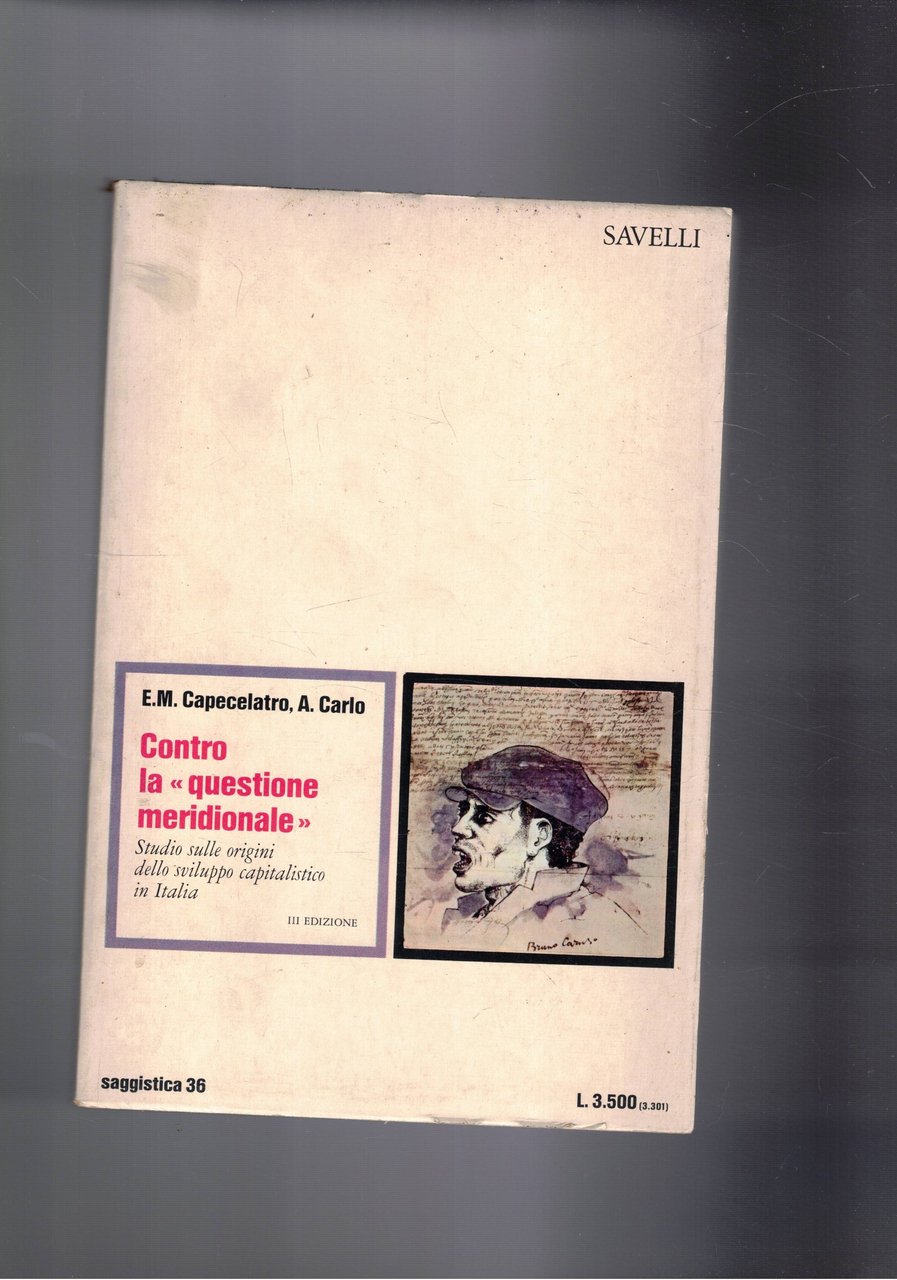 SAVELLI
E.M. Capecelatro, A. Carlo
Contro
la « questione
meridionale »
Studio sulle origini
dello sviluppo capitalistico
in Italia
III EDIZIONE
Bruno Caruso
saggistica 36
L. 3.500 (3.301)